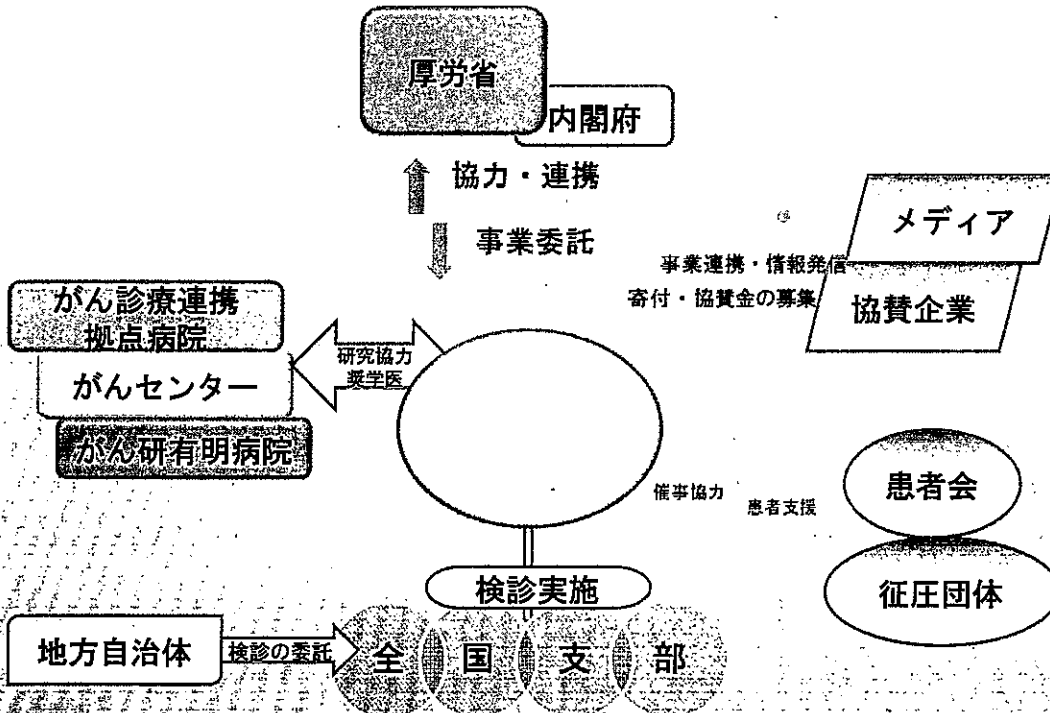 厚労省
内閣府
協力・連携
事業委託
メディア
事業連携・情報発信
寄付・協賛金の募集
協賛企業
がん診療連携
拠点病院
がんセンター
がん研有明病院
研究協力
奨学医
催事協力
患者支援
患者会
征圧団体
検診実施
地方自治体
検診の委託
全国支部